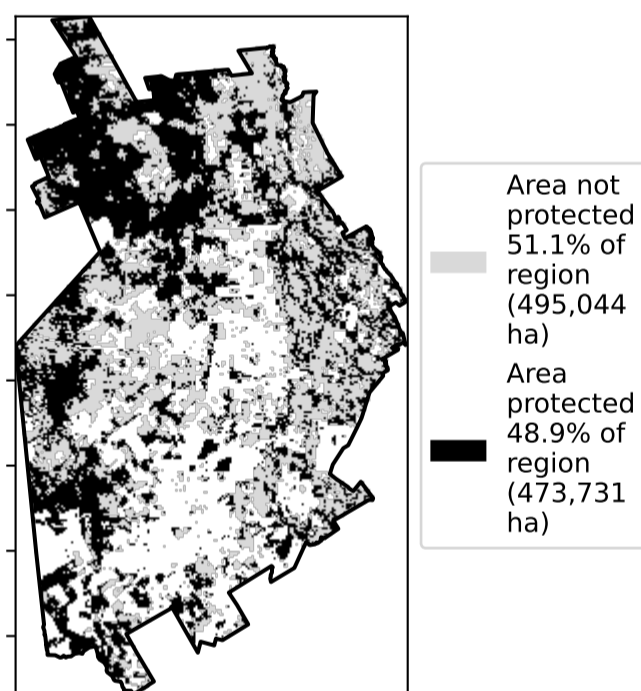 Area not
protected
51.1% of
region
(495,044
ha)
Area
protected
48.9% of
region
(473,731
ha)